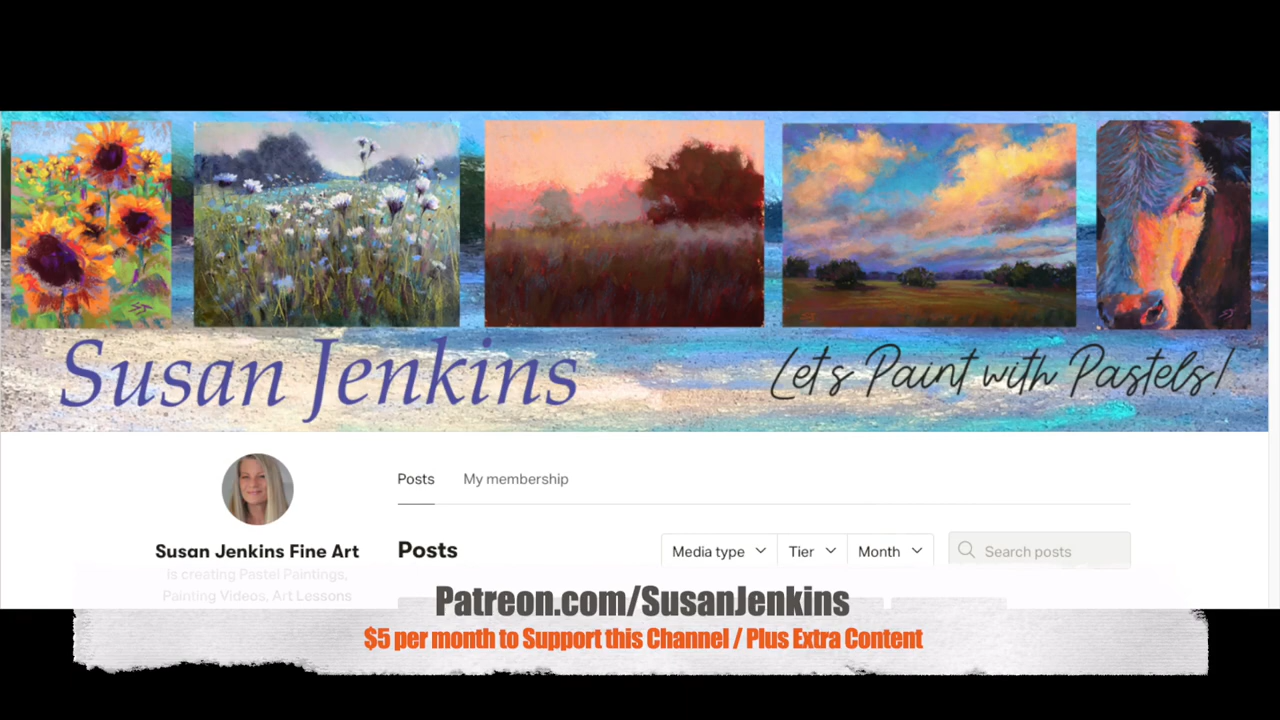 Susan Jenkins
Let's Paint with Pastels!
Posts
My membership
Susan Jenkins Fine Art
Is creating Pastel Paintings,
Painting Videos, Art Lessons
Posts
Media type
Tier
Month
Search posts
Patreon.com/SusanJenkins
$5 per month to Support this Channel / Plus Extra Content